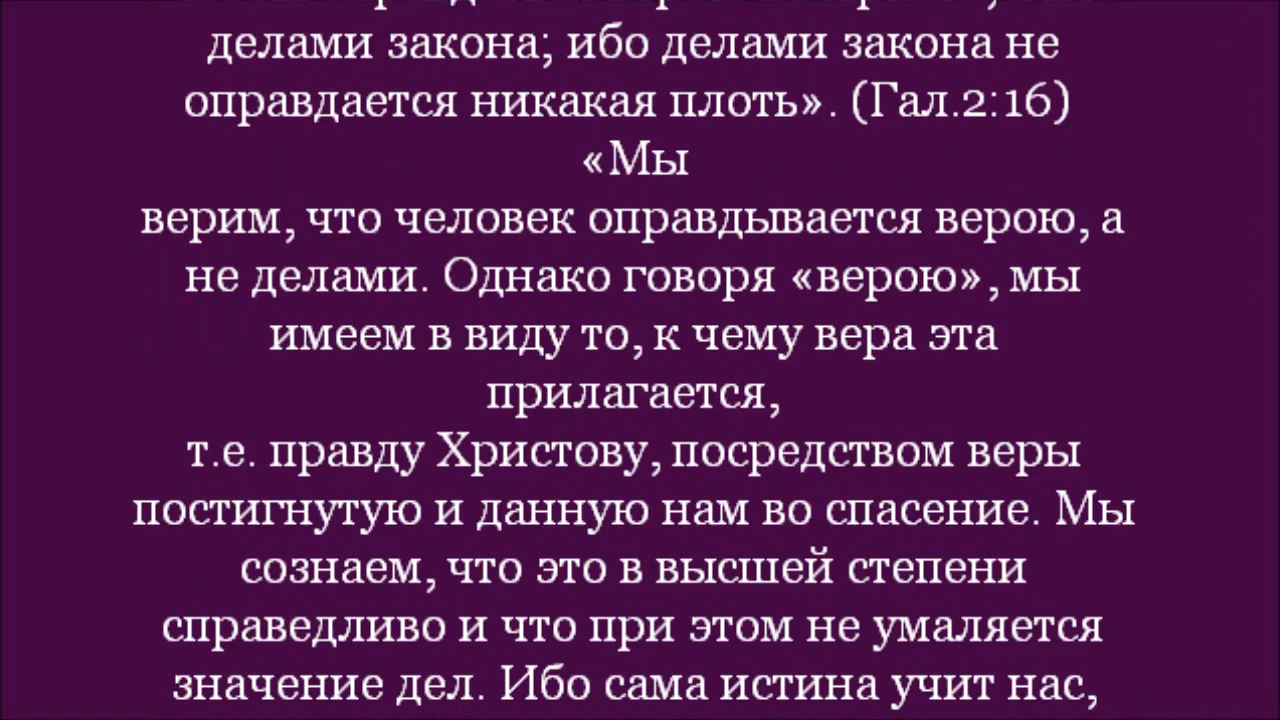 делами закона; ибо делами закона не
оправдается никакая плоть». (Гал.2:16)
«Мы
верим, что человек оправдывается верою, а
не делами. Однако говоря «верою», мы
имеем в виду то, к чему вера эта
прилагается,
т.е. правду Христову, посредством веры
постигнутую и данную нам во спасение. Мы
сознаем, что это в высшей степени
справедливо и что при этом не умаляется
значение дел. Ибо сама истина учит нас,